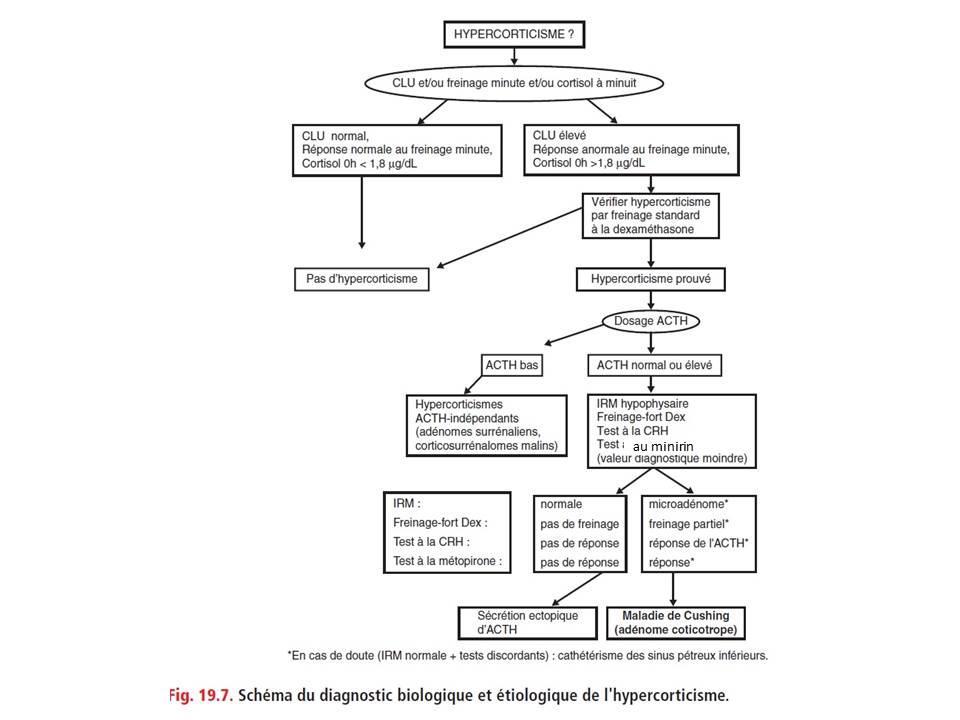 HYPERCORTICISME ?
CLU et/ou freinage minute et/ou cortisol à minuit
CLU normal,
Réponse normale au freinage minute,
Cortisol 0h < 1,8 µg/dL
CLU élevé
Réponse anormale au freinage minute,
Cortisol 0h >1,8 µg/dL
Vérifier hypercorticisme
par freinage standard
à la dexaméthasone
Pas d'hypercorticisme
Hypercorticisme prouvé
Dosage ACTH
ACTH bas
ACTH normal ou élevé
Hypercorticismes
ACTH-indépendants
(adénomes surrénaliens,
corticosurrénalomes malins)
IRM hypophysaire
Freinage-fort Dex
Test à la CRH
Test au minirin
(valeur diagnostique moindre)
IRM :
Freinage-fort Dex :
Test à la CRH :
Test à la métopirone :
normale
pas de freinage
pas de réponse
pas de réponse
microadénome*
freinage partiel*
réponse de l'ACTH*
réponse*
Sécrétion ectopique
d'ACTH
Maladie de Cushing
(adénome coticotrope)
*En cas de doute (IRM normale + tests discordants) : cathétérisme des sinus pétreux inférieurs.
Fig. 19.7. Schéma du diagnostic biologique et étiologique de l'hypercorticisme.